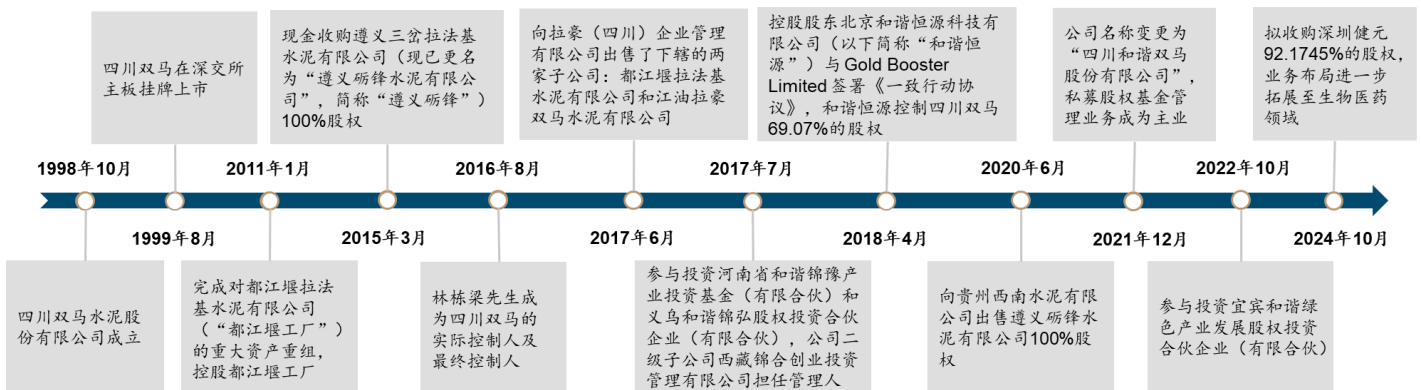 四川双马在深交所
主板挂牌上市
现金收购遵义三岔拉法基
水泥有限公司（现已更名
为“遵义砺锋水泥有限公
司”，简称“遵义砺锋”）
100%股权
向拉豪（四川）企业管理
有限公司出售了下辖的两
家子公司：都江堰拉法基
水泥有限公司和江油拉豪
双马水泥有限公司
控股股东北京和谐恒源科技有
限公司（以下简称“和谐恒
源”）与 Gold Booster
Limited 签署《一致行动协
议》，和谐恒源控制四川双马
69.07%的股权
公司名称变更为
“四川和谐双马
股份有限公司”，
私募股权基金管
理业务成为主业
拟收购深圳健元
92.1745%的股权，
业务布局进一步
拓展至生物医药
领域
1998年10月
2011年1月
2016年8月
2017年7月
2020年6月
2022年10月
1999年8月
2015年3月
2017年6月
2018年4月
2021年12月
2024年10月
四川双马水泥股
份有限公司成立
完成对都江堰拉法
基水泥有限公司
（“都江堰工厂”）
的重大资产重组，
控股都江堰工厂
林栋梁先生成
为四川双马的
实际控制人及
最终控制人
参与投资河南省和谐锦豫产
业投资基金（有限合伙）和
义乌和谐锦弘股权投资合伙
企业（有限合伙），公司二
级子公司西藏锦合创业投资
管理有限公司担任管理人
向贵州西南水泥有限
公司出售遵义砺锋水
泥有限公司100%股
权
参与投资宜宾和谐绿
色产业发展股权投资
合伙企业（有限合伙）